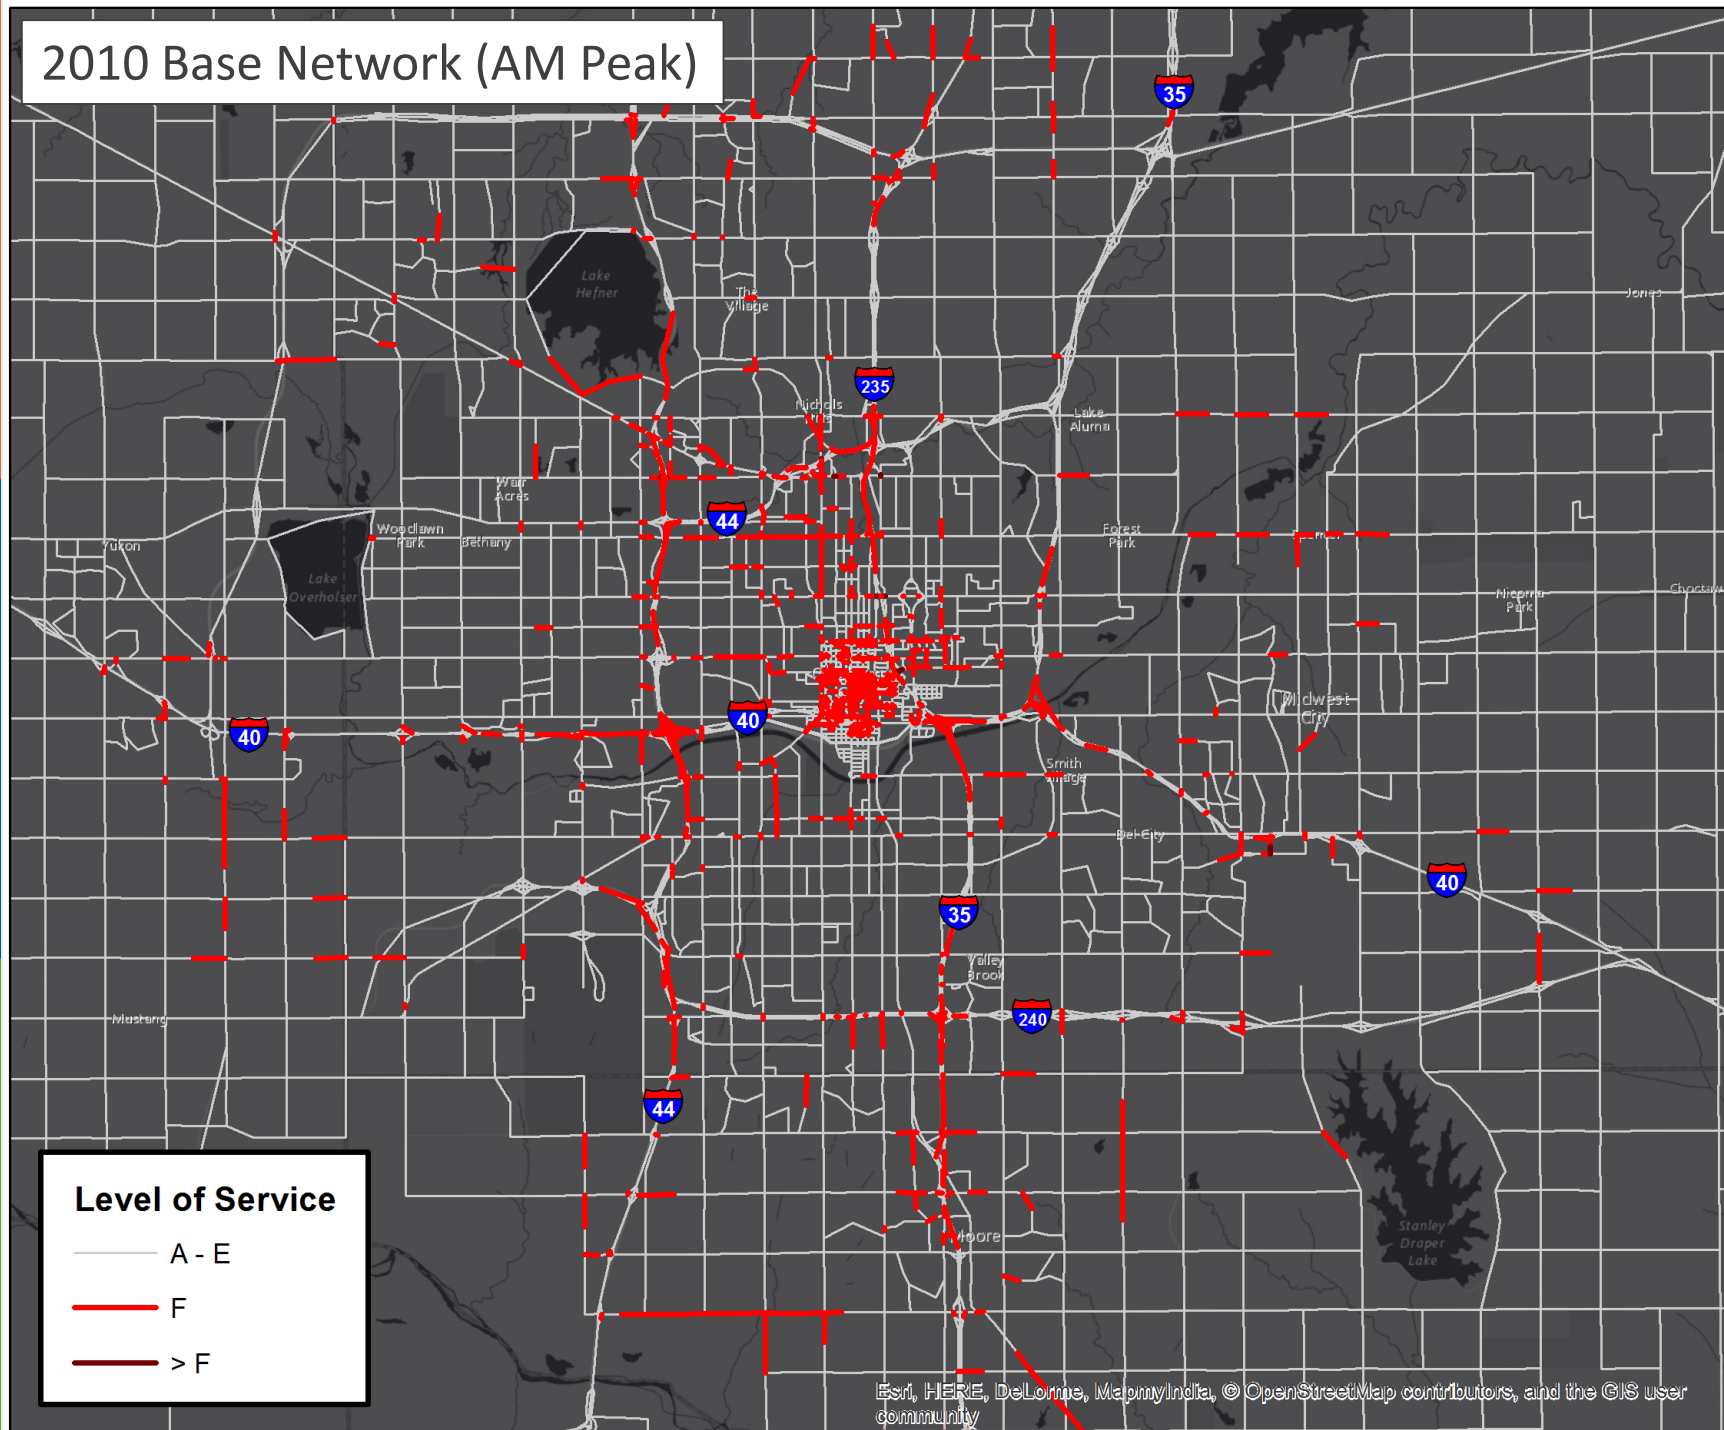 2010 Base Network (AM Peak)
35
Lake
Hefner
The
Village
Jones
235
Nichols
Lake
Aluma
Warr
Acres
44
Woodlawn
Park
Bethany
Forest
Park
Yukon
Lake
Overholser
Nicoma
Park
Choctaw
Midwest
City
40
40
Smith
Village
Del City
40
35
Valley
Brook
Mustang
240
44
Level of Service
A - E
F
> F
Moore
Stanley
Draper
Lake
Esri, HERE, DeLorme, MapmyIndia, © OpenStreetMap contributors, and the GIS user
community